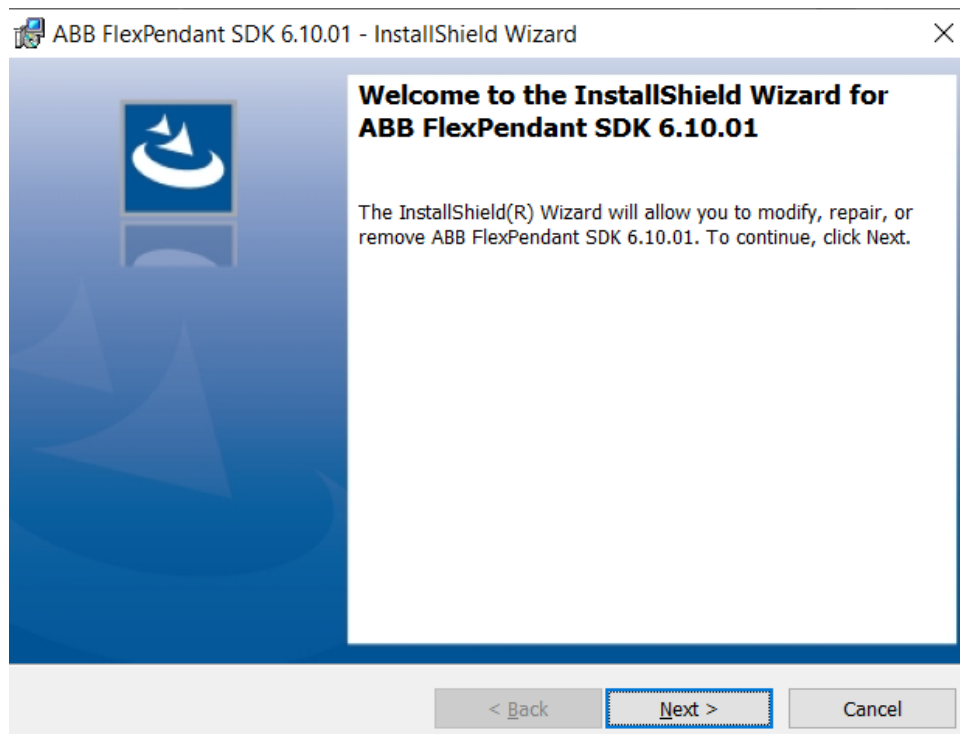 ABB FlexPendant SDK 6.10.01 - InstallShield Wizard
Welcome to the InstallShield Wizard for
ABB FlexPendant SDK 6.10.01
The InstallShield(R) Wizard will allow you to modify, repair, or
remove ABB FlexPendant SDK 6.10.01. To continue, click Next.
< Back Next > Cancel